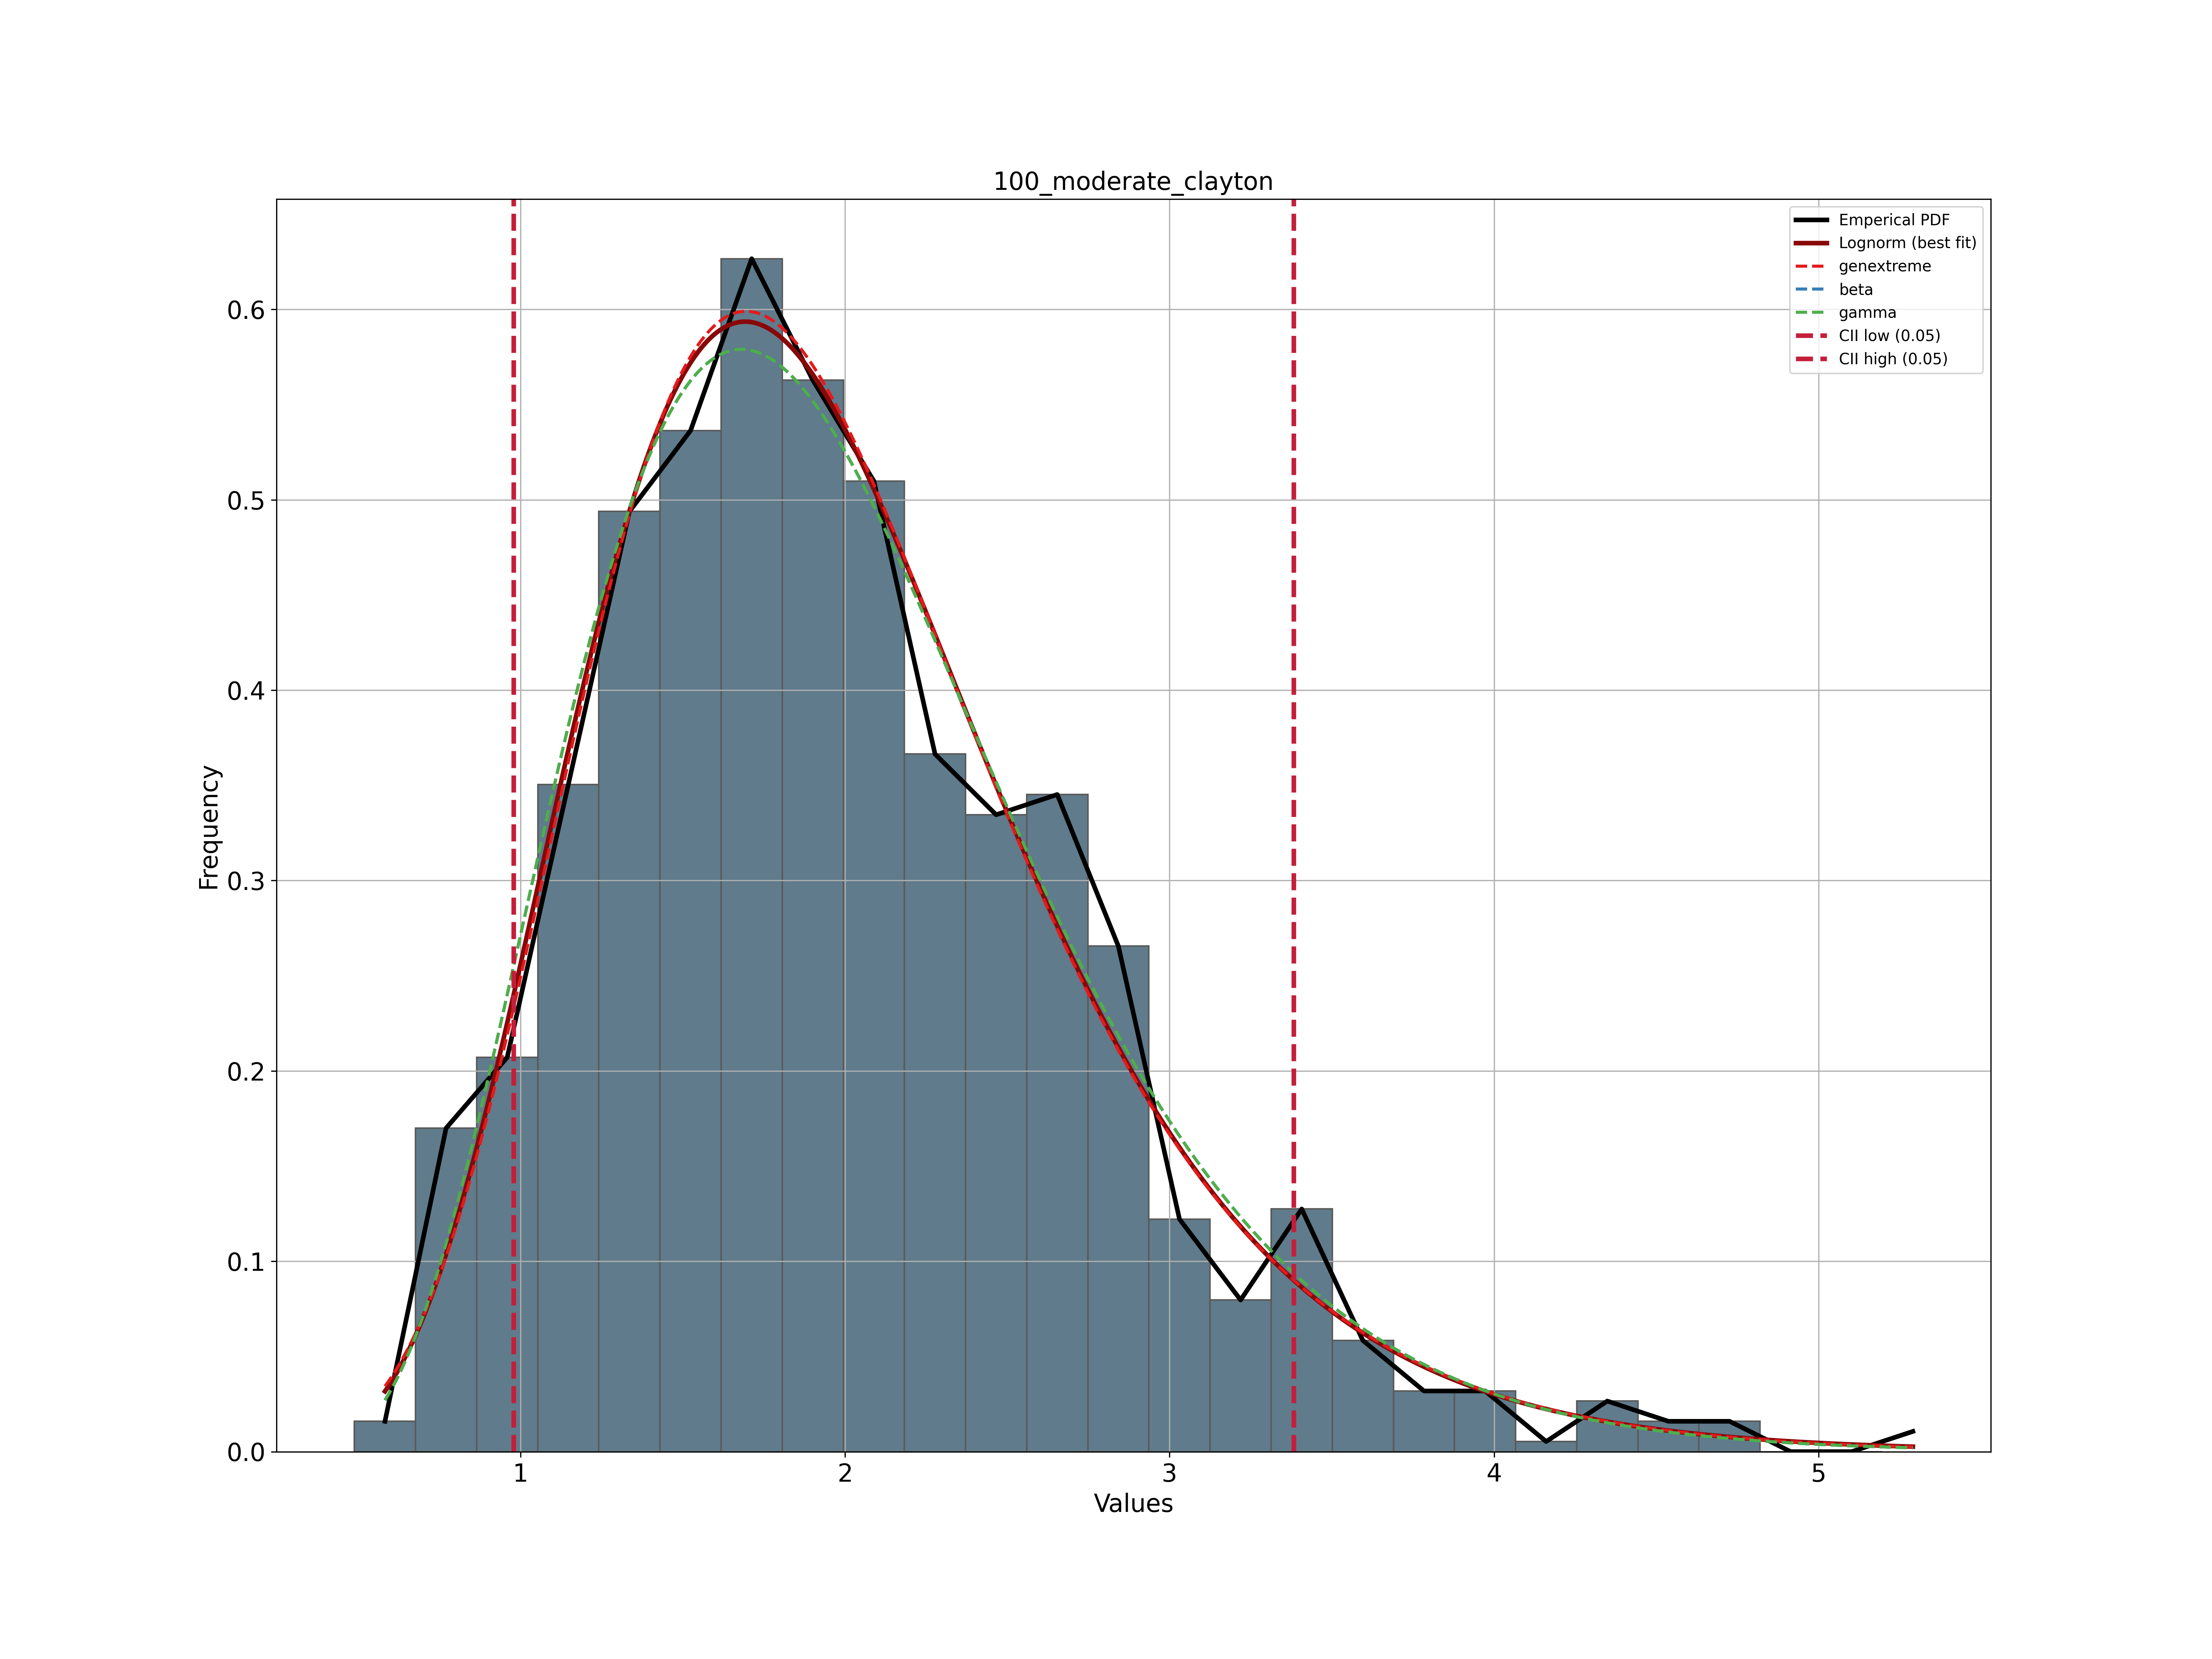 100_moderate_clayton
Emperical PDF
Lognorm (best fit)
genextreme
beta
gamma
CII low (0.05)
CII high (0.05)
Frequency
0.6
0.5
0.4
0.3
0.2
0.1
0.0
1 2 3 4 5
Values